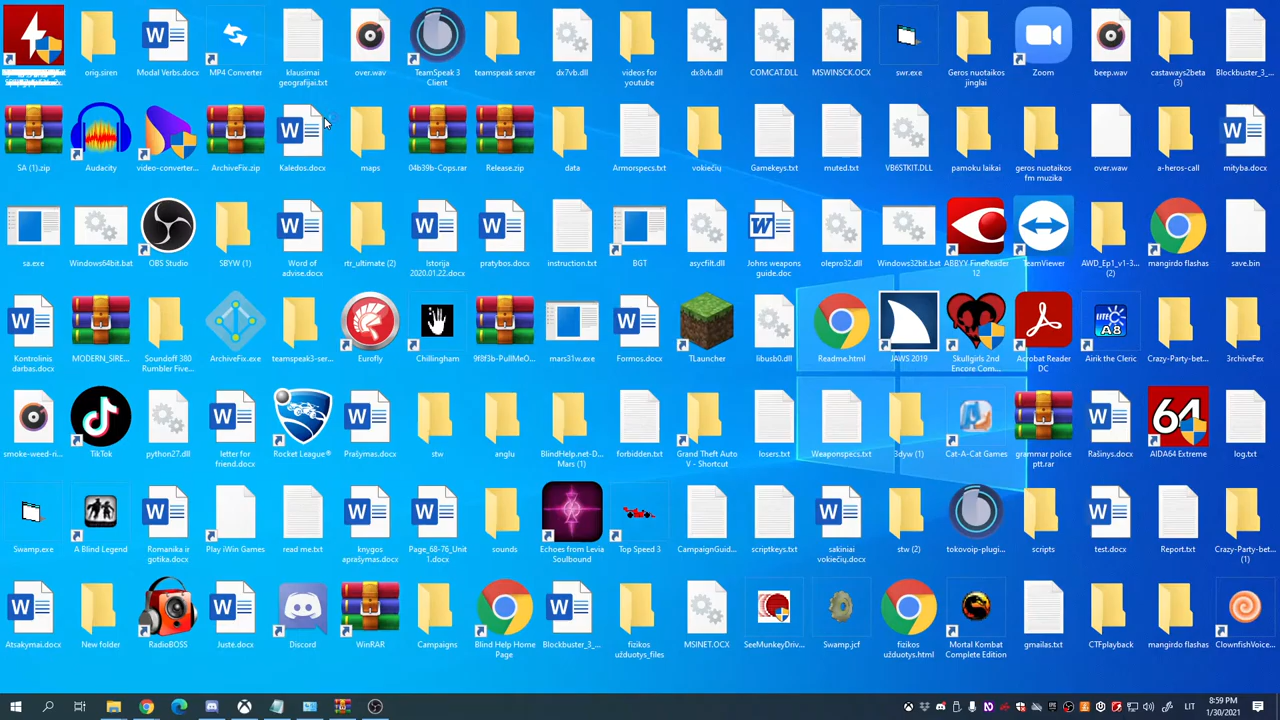 orig.siren
Modal Verbs.docx
MP4 Converter
klausimai
geografijai.txt
over.wav
TeamSpeak 3
Client
teamspeak server
dx7vb.dll
videos for
youtube
dx8vb.dll
COMCAT.DLL
MSWINSCK.OCX
swr.exe
Geros nuotaikos
jinglai
Zoom
beep.wav
castaways2beta
(3)
Blockbuster_3_...
SA (1).zip
Audacity
video-converter...
ArchiveFix.zip
Kalėdos.docx
maps
04b39b-Cops.rar
Release.zip
data
Armorspecs.txt
vokiečių
Gamekeys.txt
muted.txt
VB6STKIT.DLL
pamoku laikai
geros nuotaikos
fm muzika
over.waw
a-heros-call
mityba.docx
sa.exe
Windows64bit.bat
OBS Studio
SBYW (1)
Word of
advise.docx
rtr_ultimate (2)
Istorija
2020.01.22.docx
pratybos.docx
instruction.txt
BGT
asycfilt.dll
Johns weapons
guide.doc
olepro32.dll
Windows32bit.bat
ABBYY FineReader
12
TeamViewer
AWD_Ep1_v1-3...
(2)
mangirdo flashas
save.bin
Kontrolinis
darbas.docx
MODERN_SIRE...
Soundoff 380
Rumbler Five...
ArchiveFix.exe
teamspeak3-ser...
Eurofly
Chillingham
9f8f3b-PullMeO...
mars31w.exe
Formos.docx
TLauncher
libusb0.dll
Readme.html
JAWS 2019
Skullgirls 2nd
Encore Com...
Acrobat Reader
DC
A8
Airik the Cleric
Crazy-Party-bet...
3rchiveFex
smoke-weed-ri...
TikTok
python27.dll
letter for
friend.docx
Rocket League®
Prašymas.docx
stw
anglu
BlindHelp.net-D...
Mars (1)
forbidden.txt
Grand Theft Auto
V - Shortcut
losers.txt
Weaponspecs.txt
3dyw (1)
Cat-A-Cat Games
grammar police
ptt.rar
Rašinys.docx
64
AIDA64 Extreme
log.txt
Swamp.exe
A Blind Legend
Romanika ir
gotika.docx
Play iWin Games
read me.txt
knygos
aprašymas.docx
Page_68-76_Unit
1.docx
sounds
Echoes from Levia
Soulbound
Top Speed 3
CampaignGuid...
scriptkeys.txt
sakiniai
vokiečių.docx
stw (2)
tokovoip-plugi...
scripts
test.docx
Report.txt
Crazy-Party-bet...
(1)
Atsakymai.docx
New folder
RadioBOSS
Justė.docx
Discord
WinRAR
Campaigns
Blind Help Home
Page
Blockbuster_3_...
fizikos
užduotys_files
MSINET.OCX
SeeMunkeyDriv...
Swamp.jcf
fizikos
užduotys.html
Mortal Kombat
Complete Edition
gmailas.txt
CTFplayback
mangirdo flashas
ClownfishVoice...
LIT
8:59 PM
1/30/2021